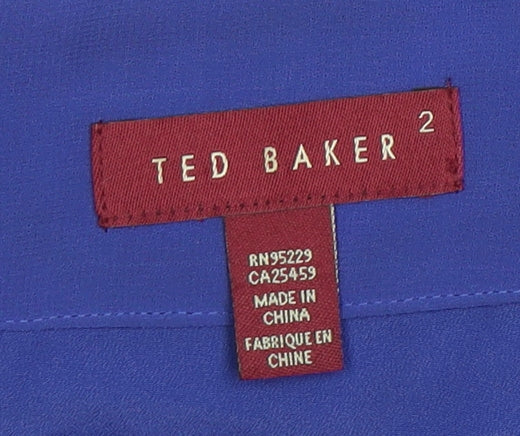 TED BAKER 2
RN95229
CA25459
MADE IN
CHINA
FABRIQUE EN
CHINE